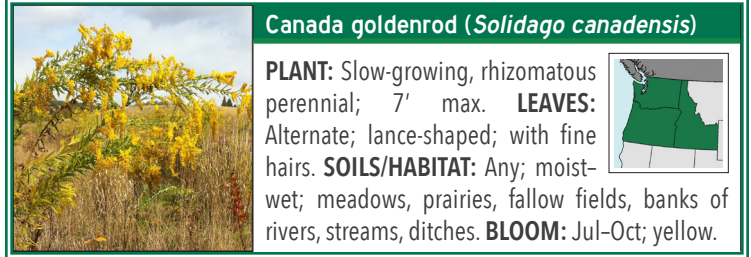 Canada goldenrod (Solidago canadensis)
PLANT: Slow-growing, rhizomatous
perennial; 7’ max. LEAVES:
Alternate; lance-shaped; with fine
hairs. SOILS/HABITAT: Any; moist–
wet; meadows, prairies, fallow fields, banks of
rivers, streams, ditches. BLOOM: Jul–Oct; yellow.